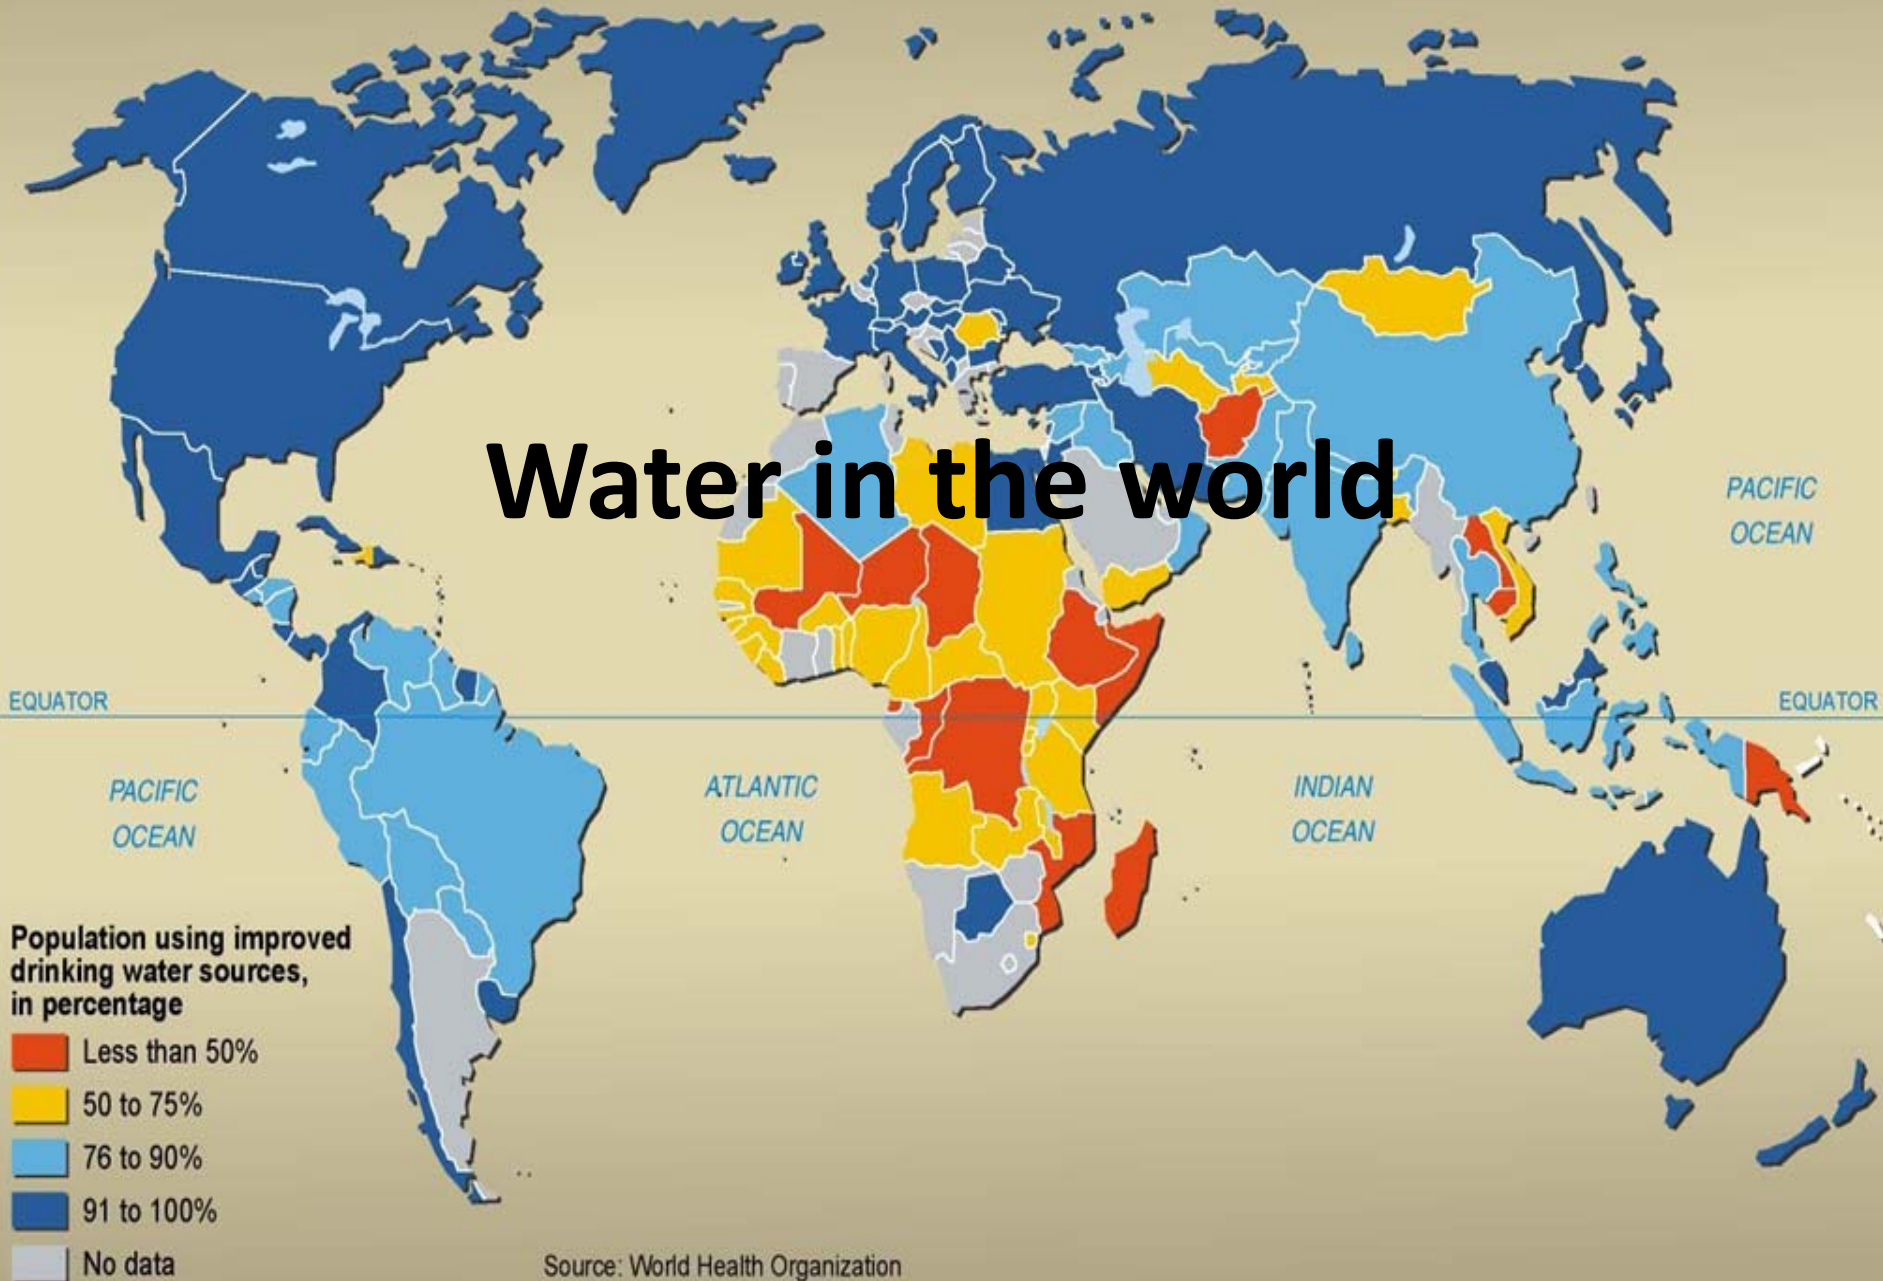 Water in the world
PACIFIC
OCEAN
EQUATOR
EQUATOR
PACIFIC
OCEAN
ATLANTIC
OCEAN
INDIAN
OCEAN
Population using improved
drinking water sources,
in percentage
Less than 50%
50 to 75%
76 to 90%
91 to 100%
No data
Source: World Health Organization